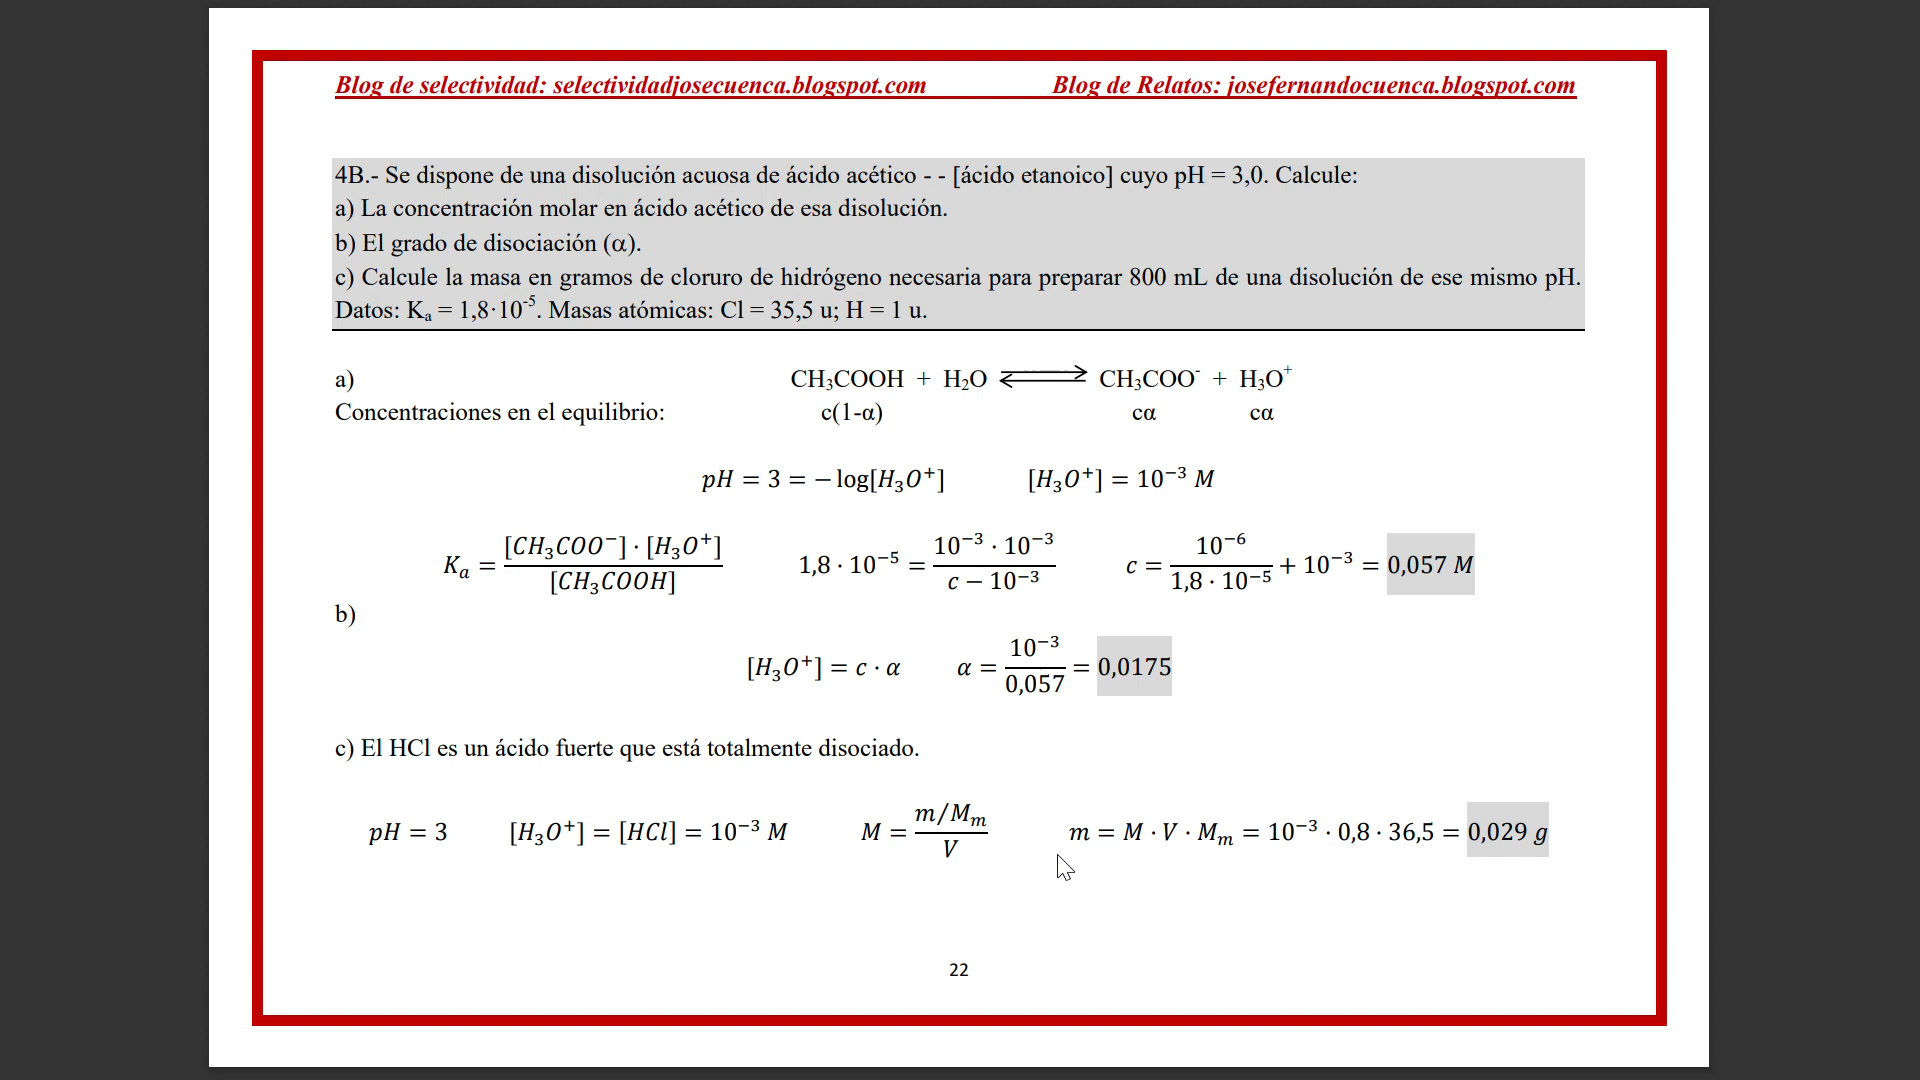 Blog de selectividad: selectividadjosecuenca.blogspot.com Blog de Relatos: josefernandocuenca.blogspot.com
4B.- Se dispone de una disolución acuosa de ácido acético - - [ácido etanoico] cuyo pH = 3,0. Calcule:
a) La concentración molar en ácido acético de esa disolución.
b) El grado de disociación (α).
c) Calcule la masa en gramos de cloruro de hidrógeno necesaria para preparar 800 mL de una disolución de ese mismo pH.
Datos: Kₐ = 1,8·10⁻⁵. Masas atómicas: Cl = 35,5 u; H = 1 u.
a) CH₃COOH + H₂O ⇌ CH₃COO⁻ + H₃O⁺
Concentraciones en el equilibrio: c(1-α) cα cα
pH = 3 = − log[H₃O⁺] [H₃O⁺] = 10⁻³ M
Kₐ = [CH₃COO⁻] · [H₃O⁺] / [CH₃COOH] 1,8 · 10⁻⁵ = 10⁻³ · 10⁻³ / c − 10⁻³ c = 10⁻⁶ / 1,8 · 10⁻⁵ + 10⁻³ = 0,057 M
b)
[H₃O⁺] = c · α α = 10⁻³ / 0,057 = 0,0175
c) El HCl es un ácido fuerte que está totalmente disociado.
pH = 3 [H₃O⁺] = [HCl] = 10⁻³ M M = m/Mₘ / V m = M · V · Mₘ = 10⁻³ · 0,8 · 36,5 = 0,029 g
22